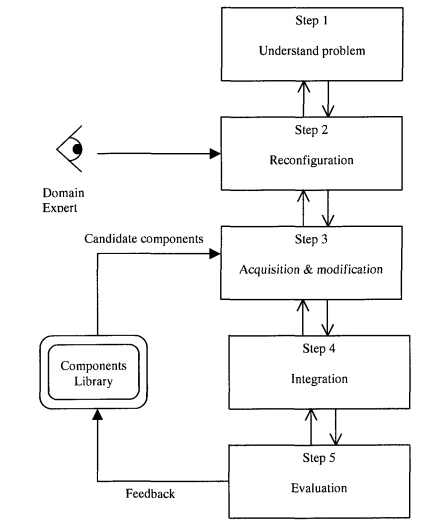 Step 1
Understand problem
Step 2
Reconfiguration
Domain
Expert
Step 3
Acquisition & modification
Candidate components
Components
Library
Step 4
Integration
Step 5
Evaluation
Feedback